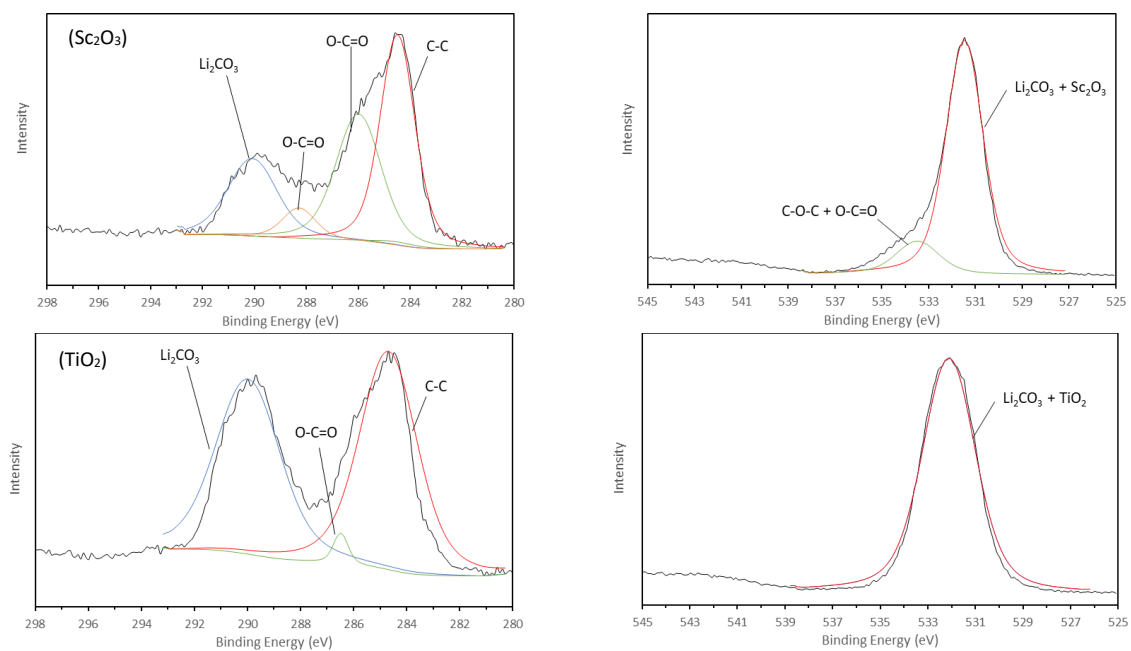 (Sc₂O₃)
O-C=O
C-C
Li₂CO₃
O-C=O
Intensity
298 296 294 292 290 288 286 284 282 280
Binding Energy (eV)
Li₂CO₃ + Sc₂O₃
C-O-C + O-C=O
Intensity
545 543 541 539 537 535 533 531 529 527 525
Binding Energy (eV)
(TiO₂)
Li₂CO₃
C-C
O-C=O
Intensity
298 296 294 292 290 288 286 284 282 280
Binding Energy (eV)
Li₂CO₃ + TiO₂
Intensity
545 543 541 539 537 535 533 531 529 527 525
Binding Energy (eV)